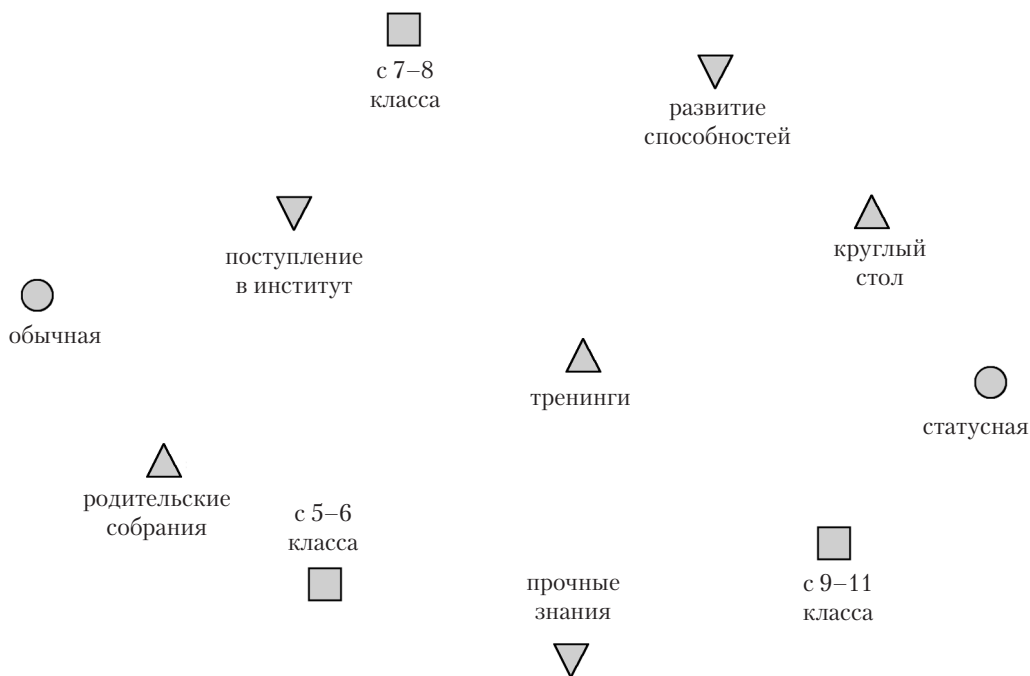 с 7–8
класса
развитие
способностей
поступление
в институт
круглый
стол
обычная
тренинги
статусная
родительские
собрания
с 5–6
класса
прочные
знания
с 9–11
класса